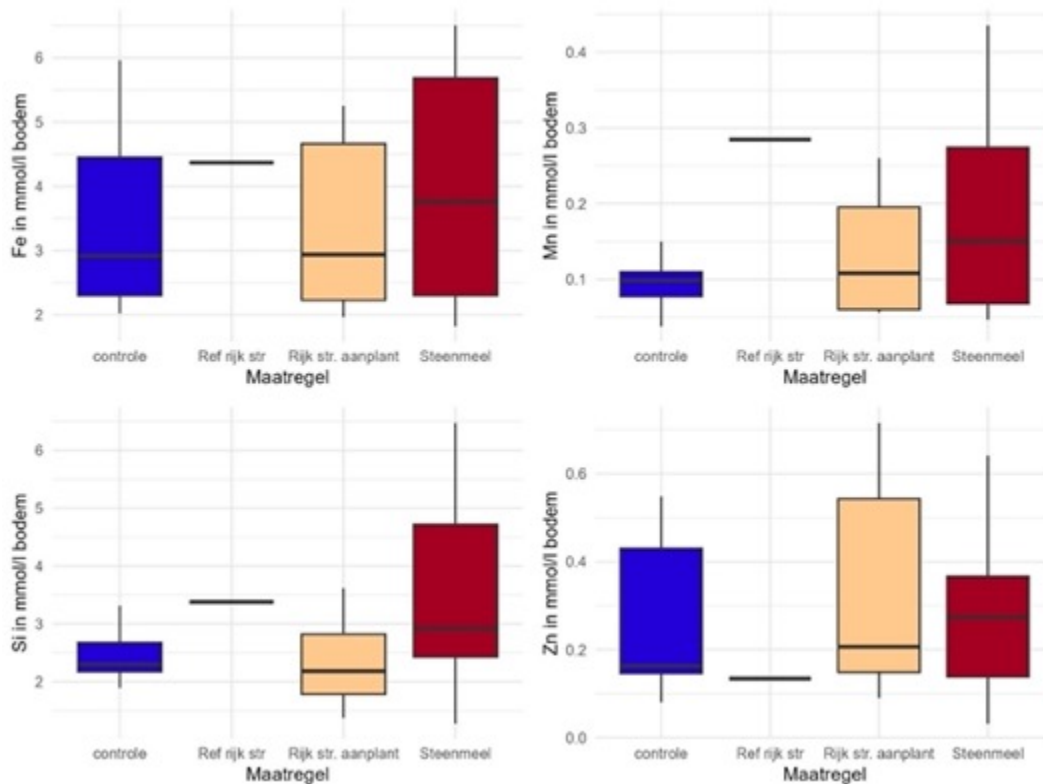 Fe in mmol/l bodem
6
5
4
3
2
controle Ref rijk str Rijk str. aanplant Steenmeel
Maatregel
Mn in mmol/l bodem
0.4
0.3
0.2
0.1
controle Ref rijk str Rijk str. aanplant Steenmeel
Maatregel
Si in mmol/l bodem
6
5
4
3
2
controle Ref rijk str Rijk str. aanplant Steenmeel
Maatregel
Zn in mmol/l bodem
0.6
0.4
0.2
0.0
controle Ref rijk str Rijk str. aanplant Steenmeel
Maatregel